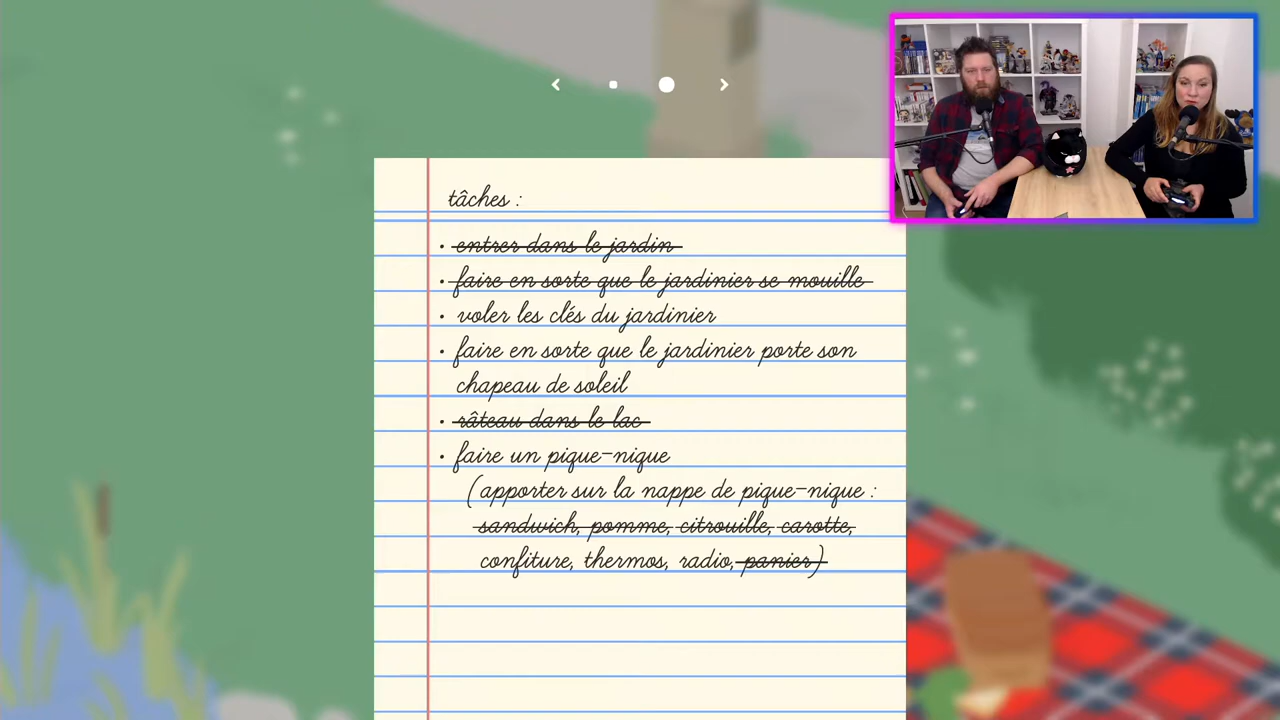 tâches :
• entrer dans le jardin
• faire en sorte que le jardinier se mouille
• voler les clés du jardinier
• faire en sorte que le jardinier porte son
chapeau de soleil
• râteau dans le lac
• faire un pique-nique
(apporter sur la nappe de pique-nique :
sandwich, pomme, citrouille, carotte,
confiture, thermos, radio, panier)